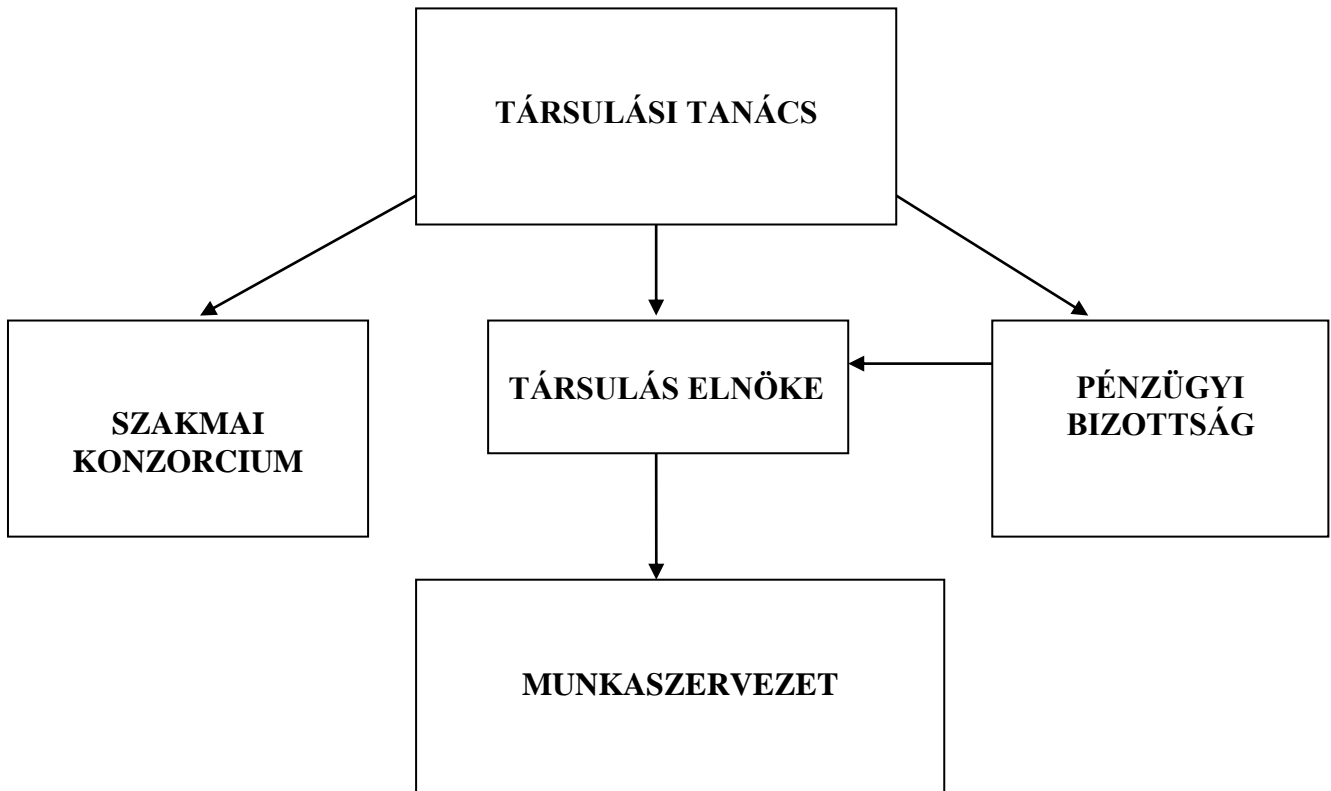 TÁRSULÁSI TANÁCS
SZAKMAI
KONZORCIUM
TÁRSULÁS ELNÖKE
PÉNZÜGYI
BIZOTTSÁG
MUNKASZERVEZET